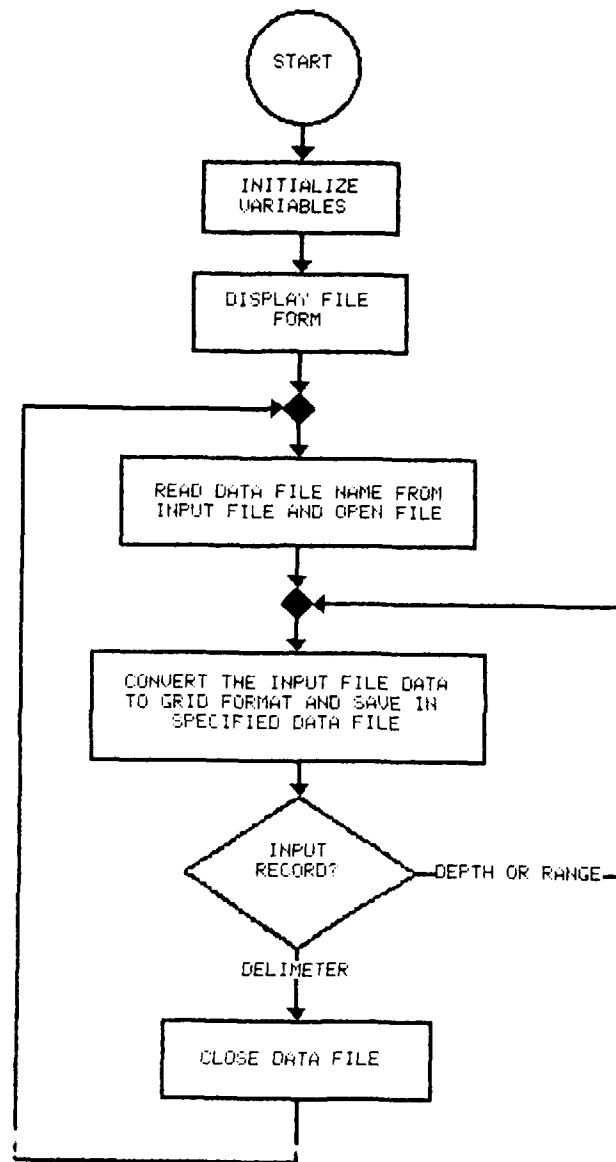 START
INITIALIZE
VARIABLES
DISPLAY FILE
FORM
READ DATA FILE NAME FROM
INPUT FILE AND OPEN FILE
CONVERT THE INPUT FILE DATA
TO GRID FORMAT AND SAVE IN
SPECIFIED DATA FILE
INPUT
RECORD?
DEPTH OR RANGE
DELIMETER
CLOSE DATA FILE